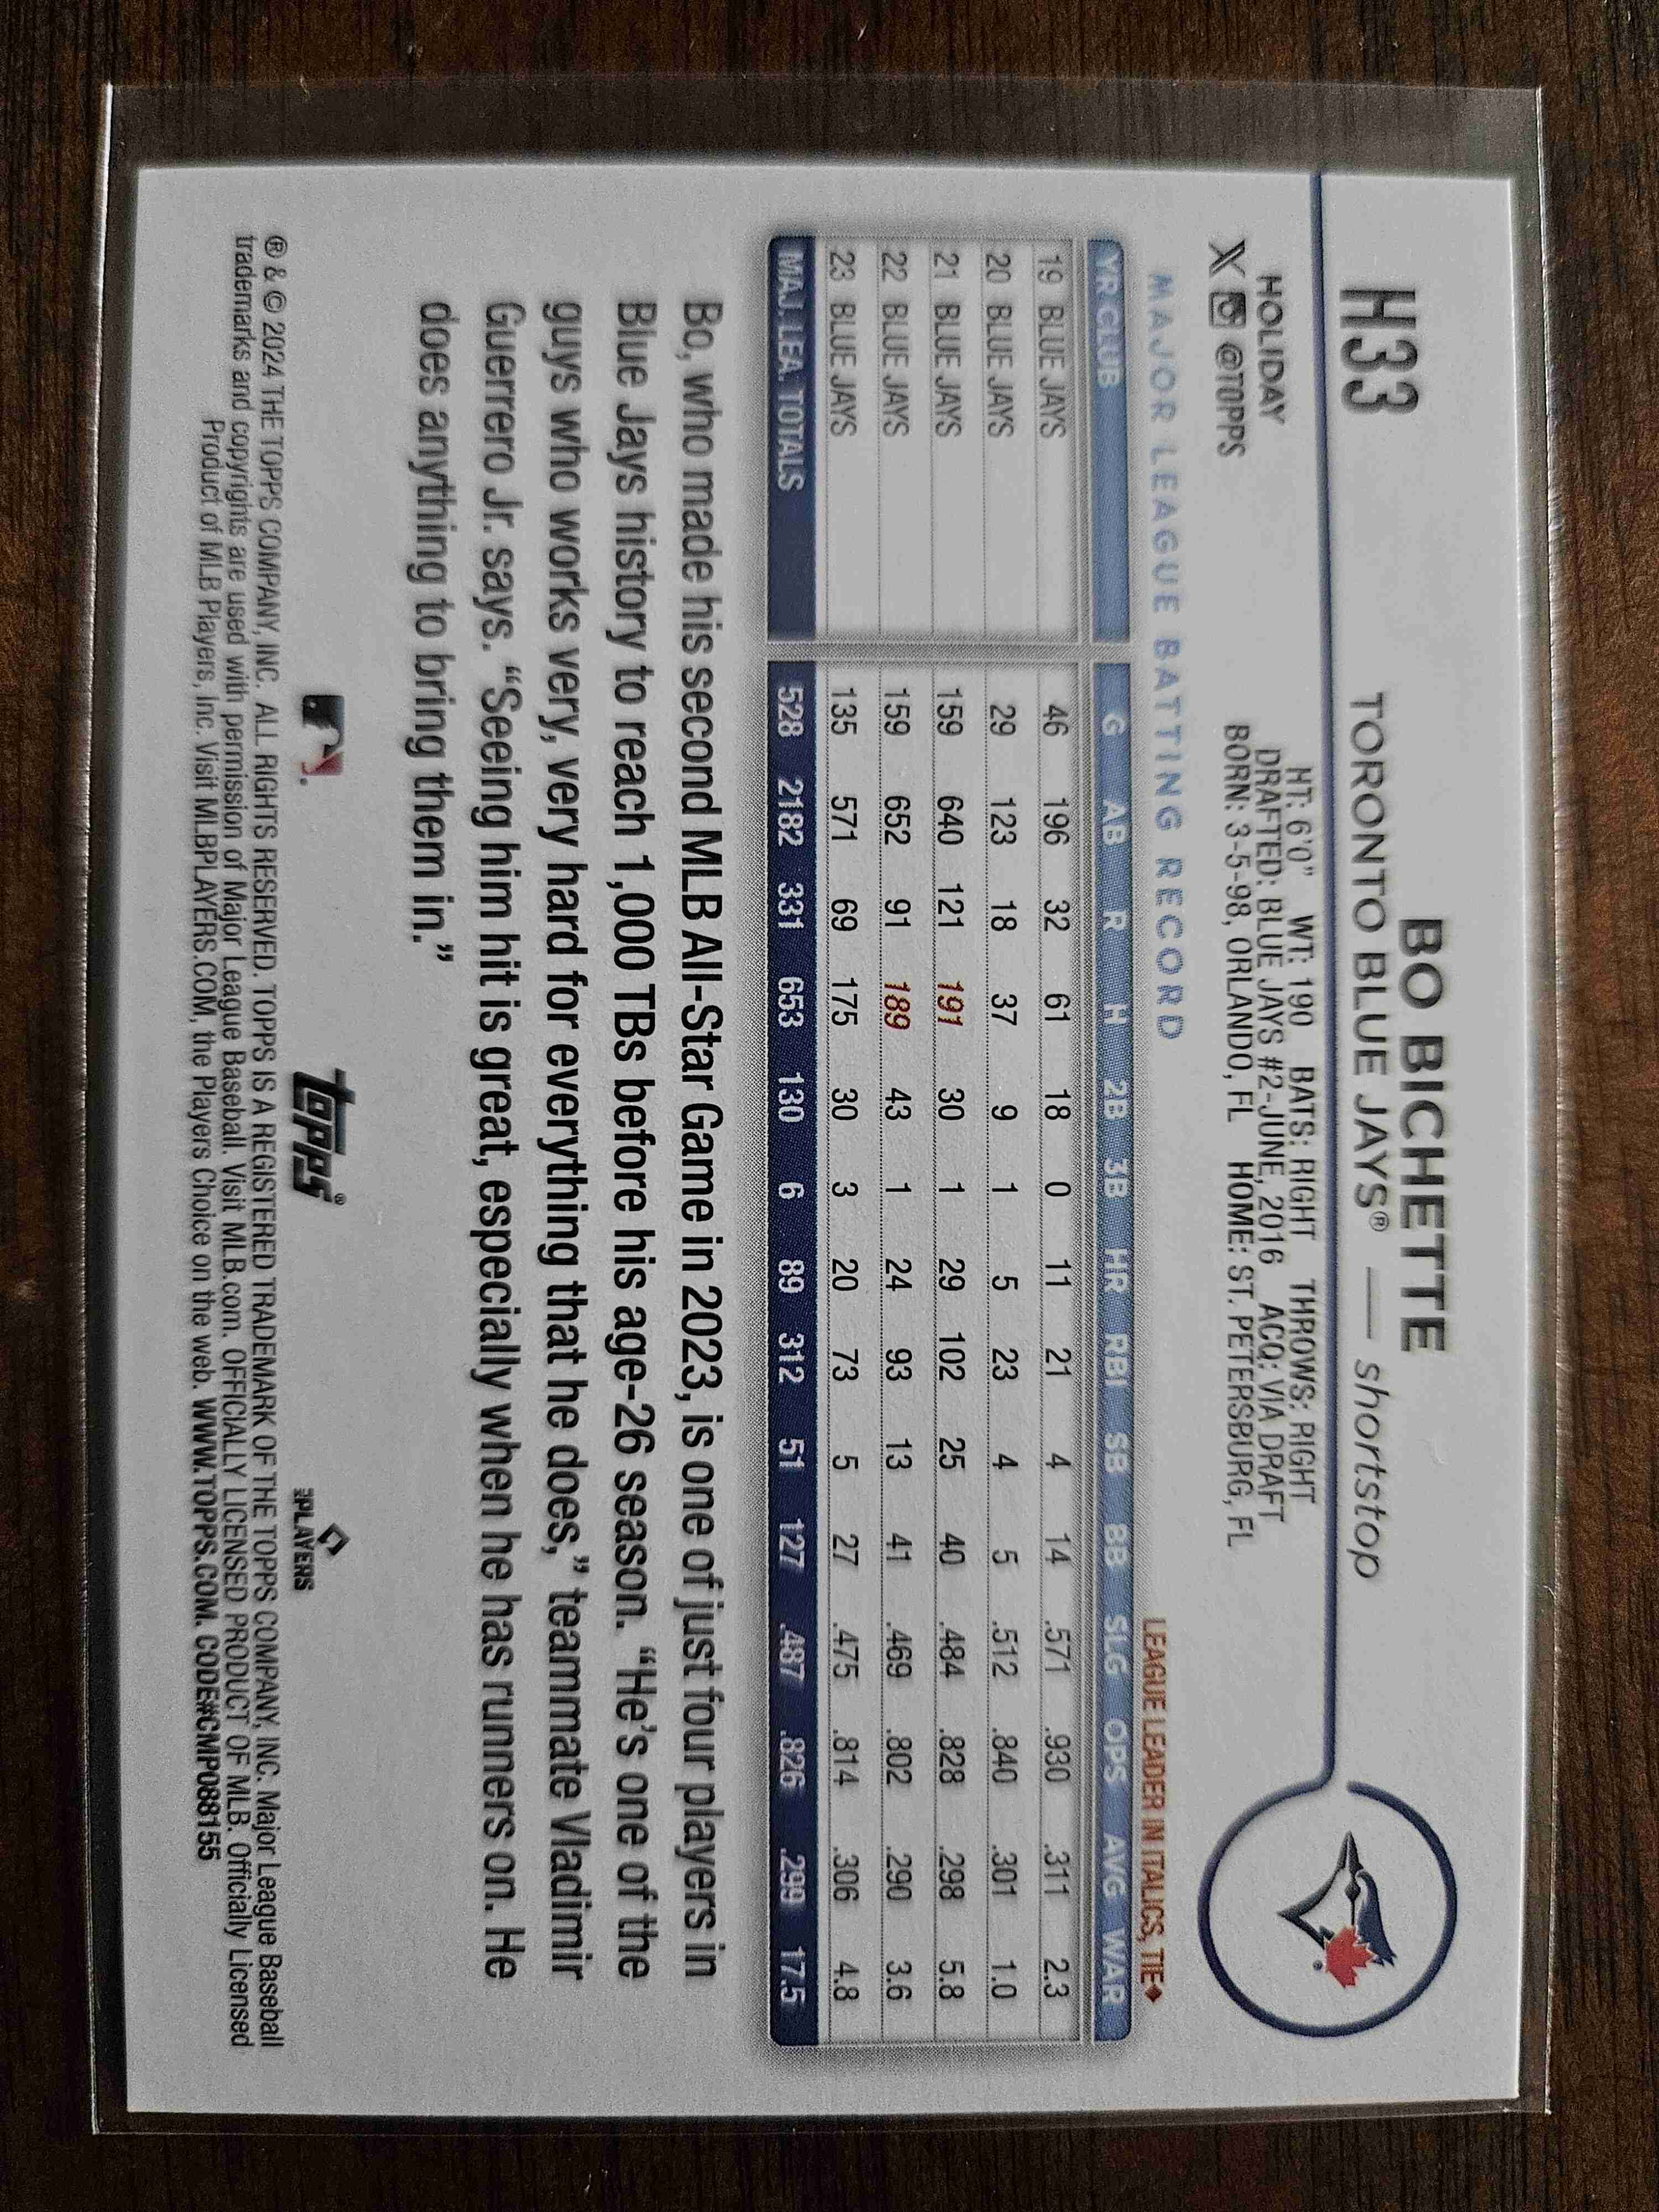 H33
BO BICHETTE
TORONTO BLUE JAYS® — shortstop
HOLIDAY
@TOPPS
HT: 6'0" WT: 190 BATS: RIGHT THROWS: RIGHT
DRAFTED: BLUE JAYS #2-JUNE, 2016 ACQ: VIA DRAFT
BORN: 3-5-98, ORLANDO, FL HOME: ST. PETERSBURG, FL
MAJOR LEAGUE BATTING RECORD
LEAGUE LEADER IN ITALICS, TIE♦
YR CLUB G AB R H 2B 3B HR RBI SB BB SLG OPS AVG WAR
19 BLUE JAYS 46 196 32 61 18 0 11 21 4 14 .571 .930 .311 2.3
20 BLUE JAYS 29 123 18 37 9 1 5 23 4 5 .512 .840 .301 1.0
21 BLUE JAYS 159 640 121 191 30 1 29 102 25 40 .484 .828 .298 5.8
22 BLUE JAYS 159 652 91 189 43 1 24 93 13 41 .469 .802 .290 3.6
23 BLUE JAYS 135 571 69 175 30 3 20 73 5 27 .475 .814 .306 4.8
MAJ. LEA. TOTALS 528 2182 331 653 130 6 89 312 51 127 .487 .826 .299 17.5
Bo, who made his second MLB All-Star Game in 2023, is one of just four players in
Blue Jays history to reach 1,000 TBs before his age-26 season. “He’s one of the
guys who works very, very hard for everything that he does,” teammate Vladimir
Guerrero Jr. says. “Seeing him hit is great, especially when he has runners on. He
does anything to bring them in.”
topps®
PLAYERS
® & © 2024 THE TOPPS COMPANY, INC. ALL RIGHTS RESERVED. TOPPS IS A REGISTERED TRADEMARK OF THE TOPPS COMPANY, INC. Major League Baseball
trademarks and copyrights are used with permission of Major League Baseball. Visit MLB.com. OFFICIALLY LICENSED PRODUCT OF MLB. Officially Licensed
Product of MLB Players, Inc. Visit MLBPLAYERS.COM, the Players Choice on the web. WWW.TOPPS.COM. CODE#CMP088155